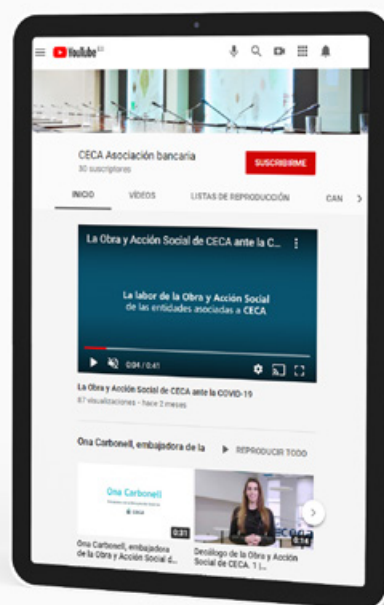 YouTube ES
CECA Asociación bancaria
30 suscriptores
SUSCRIBIRME
INICIO VÍDEOS LISTAS DE REPRODUCCIÓN CAN
La Obra y Acción Social de CECA ante la C...
La labor de la Obra y Acción Social
de las entidades asociadas a CECA
0:04 / 0:41
La Obra y Acción Social de CECA ante la COVID-19
87 visualizaciones • hace 2 meses
Ona Carbonell, embajadora de la REPRODUCIR TODO
Ona Carbonell
CECA
0:31
ceca
0:14
Ona Carbonell, embajadora
de la Obra y Acción Social d...
Decálogo de la Obra y Acción
Social de CECA. 1 |...